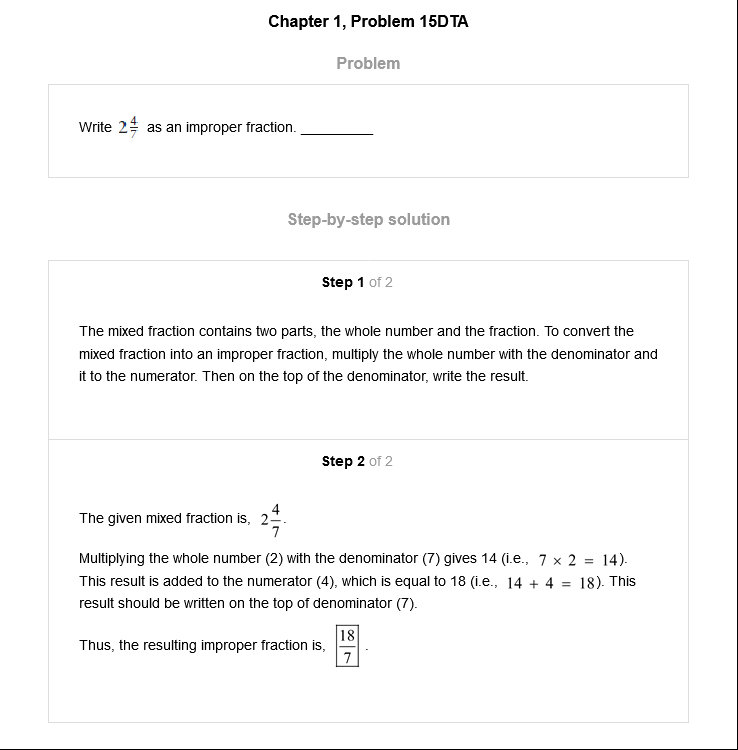 Chapter 1, Problem 15DTA
Problem
Write 2 4/7 as an improper fraction. __________
Step-by-step solution
Step 1 of 2
The mixed fraction contains two parts, the whole number and the fraction. To convert the
mixed fraction into an improper fraction, multiply the whole number with the denominator and
it to the numerator. Then on the top of the denominator, write the result.
Step 2 of 2
The given mixed fraction is, 2 4/7.
Multiplying the whole number (2) with the denominator (7) gives 14 (i.e., 7 × 2 = 14).
This result is added to the numerator (4), which is equal to 18 (i.e., 14 + 4 = 18). This
result should be written on the top of denominator (7).
Thus, the resulting improper fraction is, 18/7.